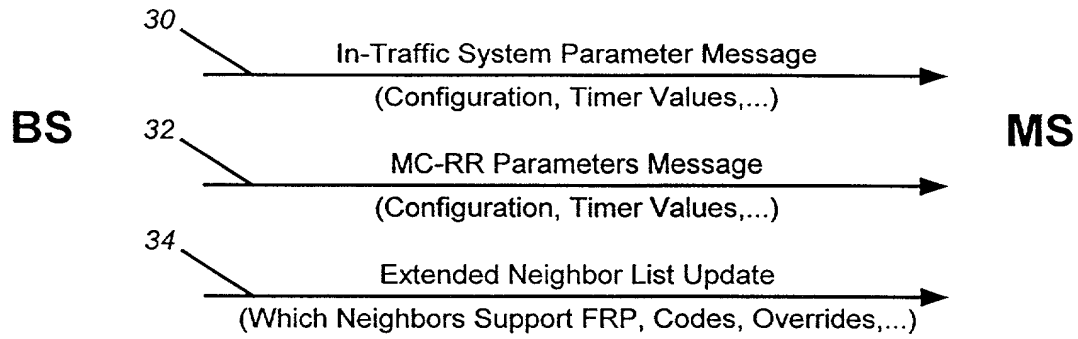 30
In-Traffic System Parameter Message
(Configuration, Timer Values,...)
BS
MS
32
MC-RR Parameters Message
(Configuration, Timer Values,...)
34
Extended Neighbor List Update
(Which Neighbors Support FRP, Codes, Overrides,...)